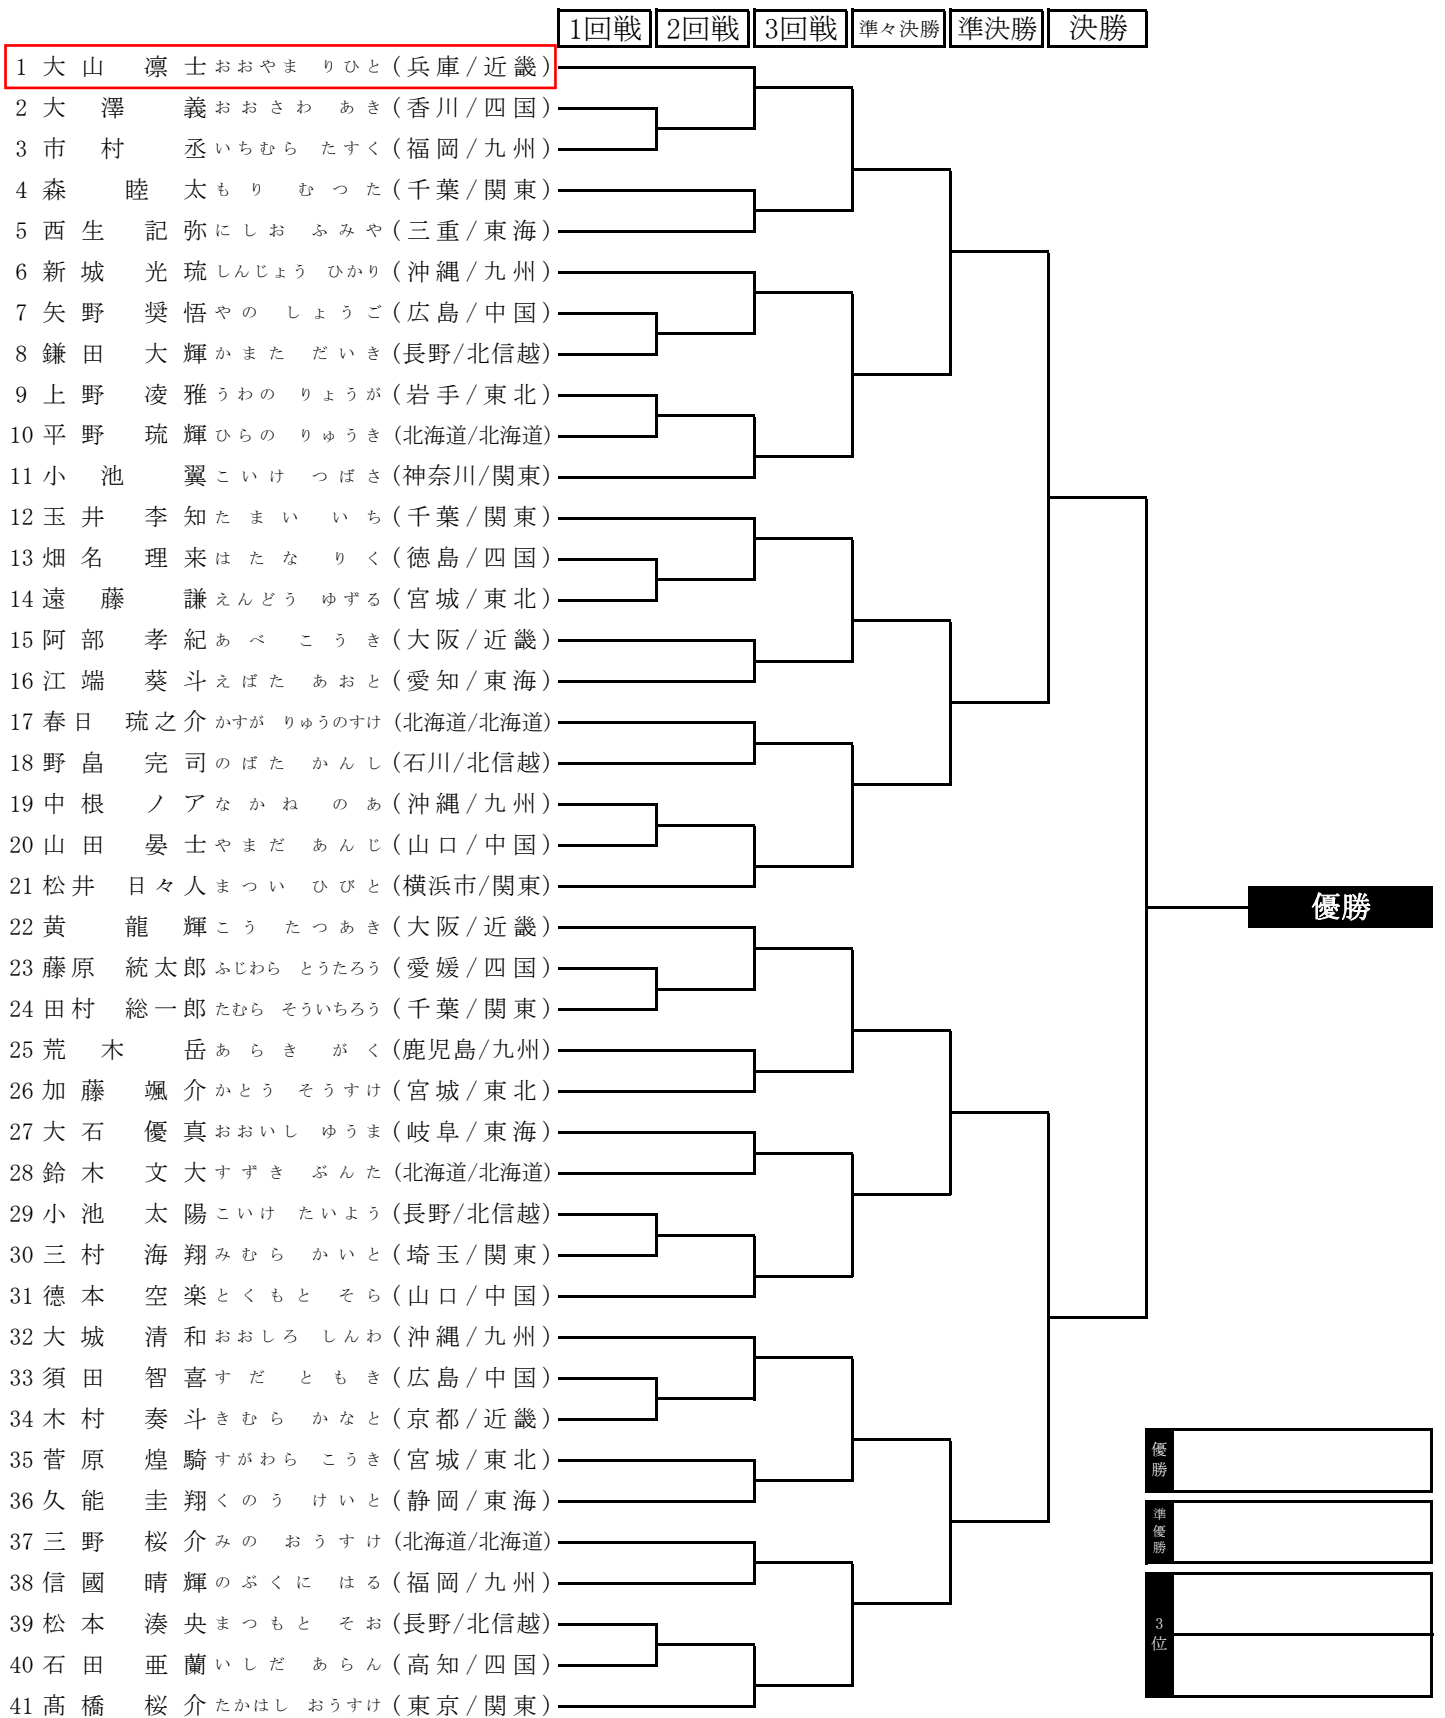 1回戦 2回戦 3回戦 準々決勝 準決勝 決勝
1 大山 凛士 おおやま りひと (兵庫/近畿)
2 大澤 義 おおさわ あき (香川/四国)
3 市村 丞 いちむら たすく (福岡/九州)
4 森 睦太 もり むつた (千葉/関東)
5 西生 記弥 にしお ふみや (三重/東海)
6 新城 光琉 しんじょう ひかり (沖縄/九州)
7 矢野 奨悟 やの しょうご (広島/中国)
8 鎌田 大輝 かまた だいき (長野/北信越)
9 上野 凌雅 うわの りょうが (岩手/東北)
10 平野 琉輝 ひらの りゅうき (北海道/北海道)
11 小池 翼 こいけ つばさ (神奈川/関東)
12 玉井 李知 たまい いち (千葉/関東)
13 畑名 理来 はたな りく (徳島/四国)
14 遠藤 謙 えんどう ゆずる (宮城/東北)
15 阿部 孝紀 あべ こうき (大阪/近畿)
16 江端 葵斗 えばた あおと (愛知/東海)
17 春日 琉之介 かすが りゅうのすけ (北海道/北海道)
18 野畠 完司 のばた かんし (石川/北信越)
19 中根 ノア なかね のあ (沖縄/九州)
20 山田 晏士 やまだ あんじ (山口/中国)
21 松井 日々人 まつい ひびと (横浜市/関東)
22 黄 龍輝 こう たつあき (大阪/近畿)
23 藤原 統太郎 ふじわら とうたろう (愛媛/四国)
24 田村 総一郎 たむら そういちろう (千葉/関東)
25 荒木 岳 あらき がく (鹿児島/九州)
26 加藤 颯介 かとう そうすけ (宮城/東北)
27 大石 優真 おおいし ゆうま (岐阜/東海)
28 鈴木 文大 すずき ぶんた (北海道/北海道)
29 小池 太陽 こいけ たいよう (長野/北信越)
30 三村 海翔 みむら かいと (埼玉/関東)
31 德本 空楽 とくもと そら (山口/中国)
32 大城 清和 おおしろ しんわ (沖縄/九州)
33 須田 智喜 すだ ともき (広島/中国)
34 木村 奏斗 きむら かなと (京都/近畿)
35 菅原 煌騎 すがわら こうき (宮城/東北)
36 久能 圭翔 くのう けいと (静岡/東海)
37 三野 桜介 みの おうすけ (北海道/北海道)
38 信國 晴輝 のぶくに はる (福岡/九州)
39 松本 湊央 まつもと そお (長野/北信越)
40 石田 亜蘭 いしだ あらん (高知/四国)
41 髙橋 桜介 たかはし おうすけ (東京/関東)
優勝
優勝
準優勝
3位